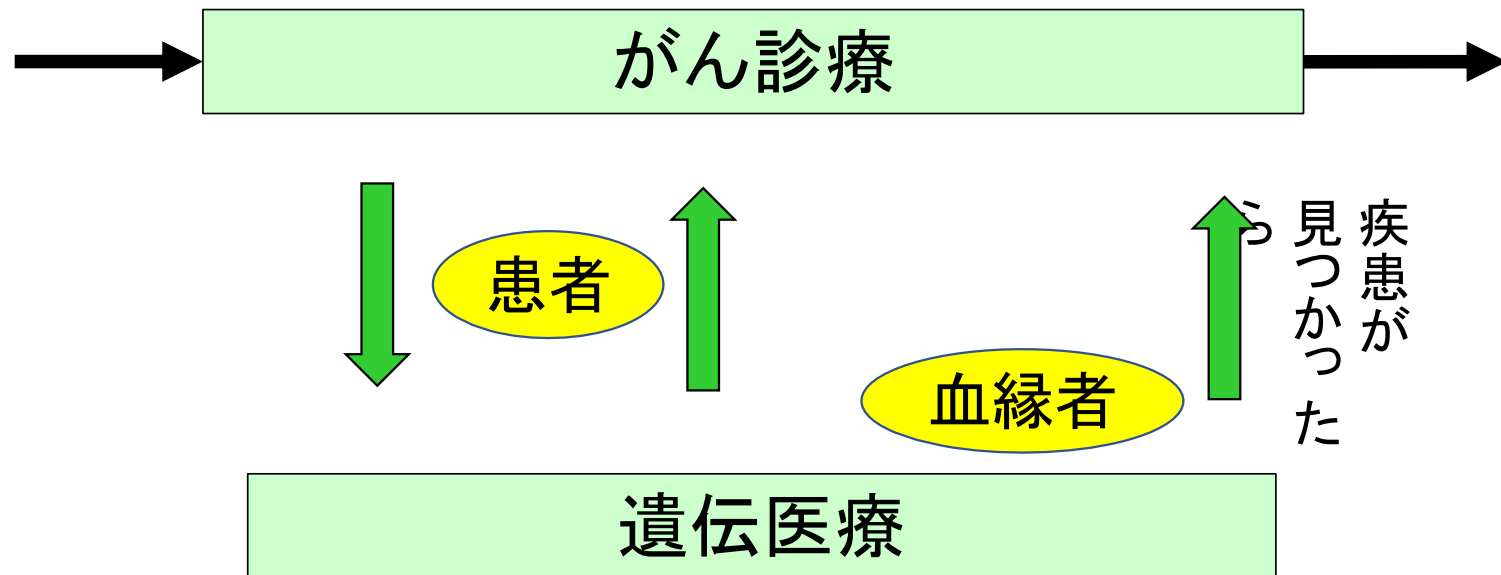 がん診療
患者
血縁者
疾患が
見つかった
ら
遺伝医療